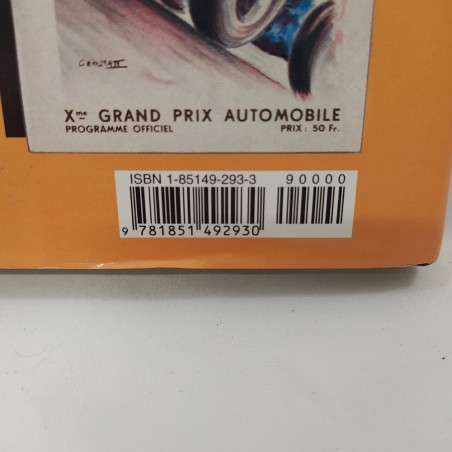 GEO MATT
Xme GRAND PRIX AUTOMOBILE
PROGRAMME OFFICIEL PRIX : 50 Fr.
ISBN 1-85149-293-3 90000
9 781851 492930